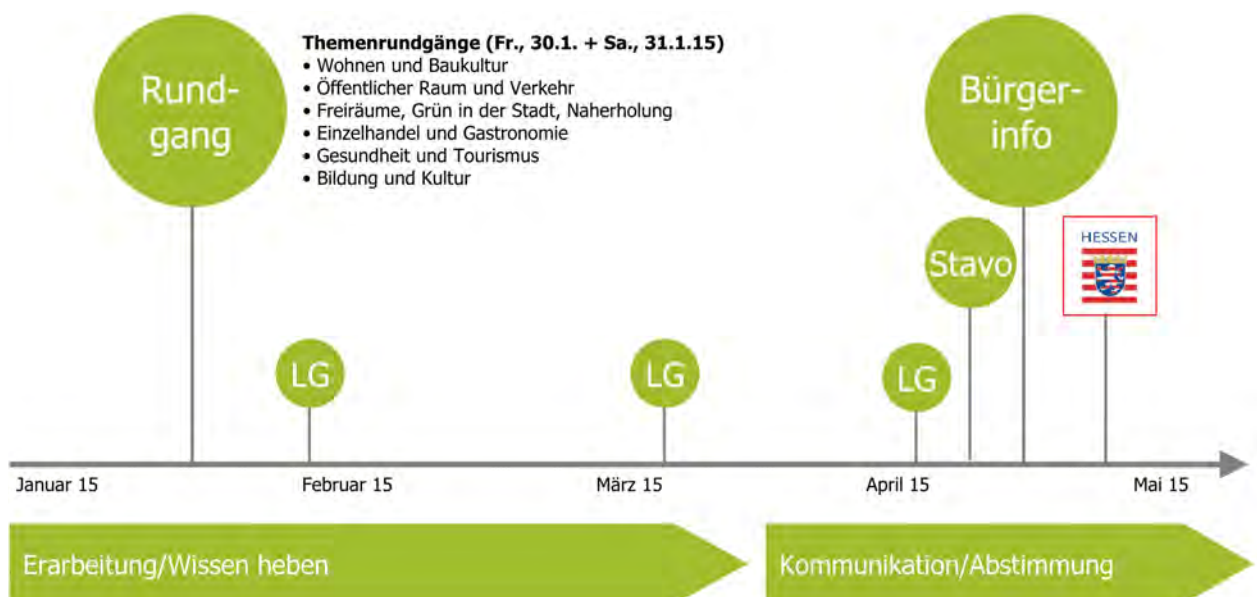 Rund-
gang
Themenrundgänge (Fr., 30.1. + Sa., 31.1.15)
• Wohnen und Baukultur
• Öffentlicher Raum und Verkehr
• Freiräume, Grün in der Stadt, Naherholung
• Einzelhandel und Gastronomie
• Gesundheit und Tourismus
• Bildung und Kultur
Bürger-
info
Stavo
HESSEN
LG
LG
LG
Januar 15
Februar 15
März 15
April 15
Mai 15
Erarbeitung/Wissen heben
Kommunikation/Abstimmung